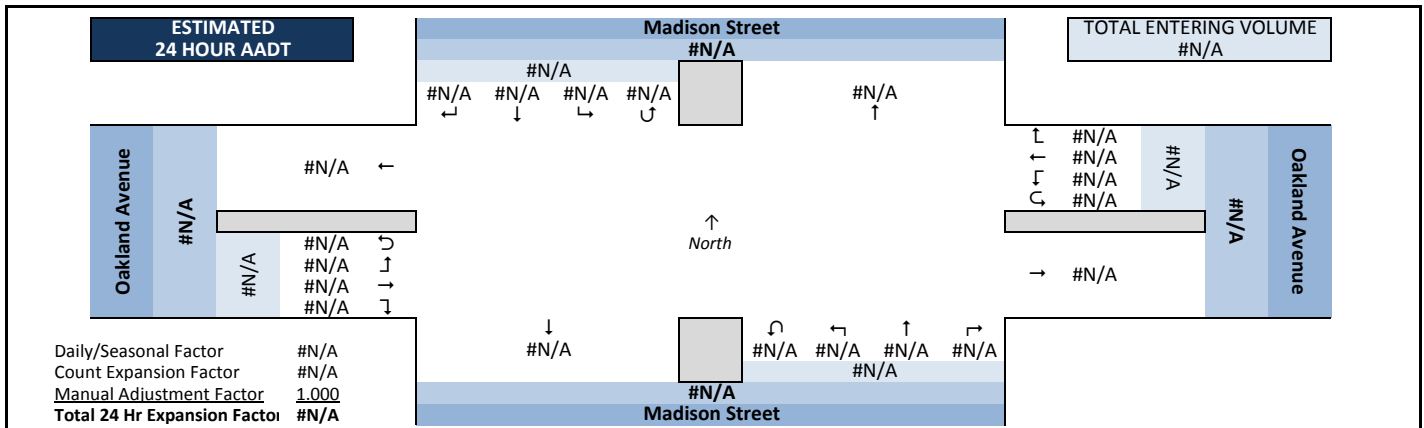 ESTIMATED
24 HOUR AADT
Madison Street
#N/A
TOTAL ENTERING VOLUME
#N/A
#N/A
#N/A #N/A #N/A #N/A
↵ ↓ ↳ ↺
#N/A
↑
Oakland Avenue
#N/A
#N/A ←
#N/A
#N/A ⮌
#N/A ⮥
#N/A →
#N/A ↴
↑
North
↑ #N/A
← #N/A
↓ #N/A
⮎ #N/A
#N/A
#N/A
Oakland Avenue
→ #N/A
↓
#N/A
↶ ↰ ↑ ↱
#N/A #N/A #N/A #N/A
#N/A
#N/A
Madison Street
Daily/Seasonal Factor #N/A
Count Expansion Factor #N/A
Manual Adjustment Factor 1.000
Total 24 Hr Expansion Factor #N/A